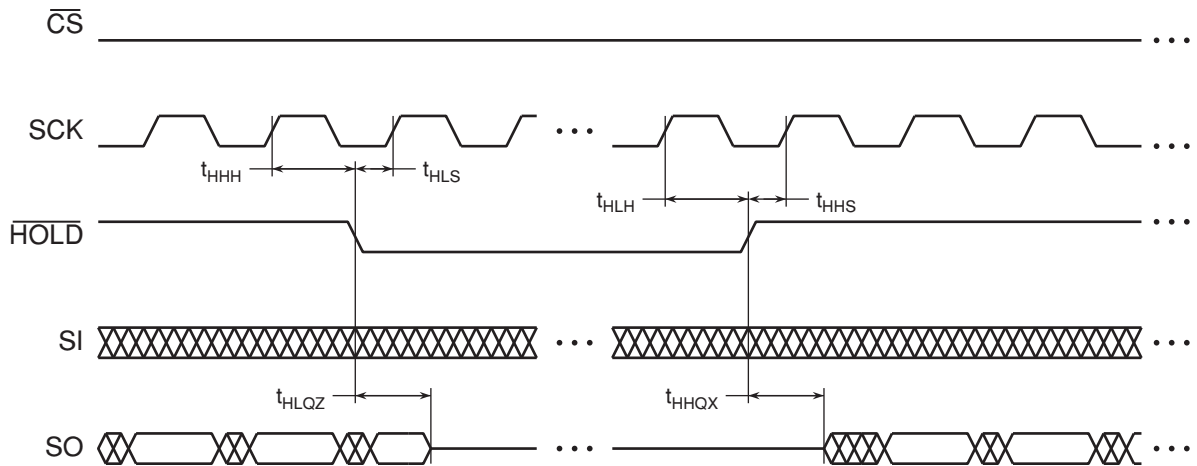 CS
SCK
tHHH
tHLS
tHLH
tHHS
HOLD
SI
tHLQZ
tHHQX
SO